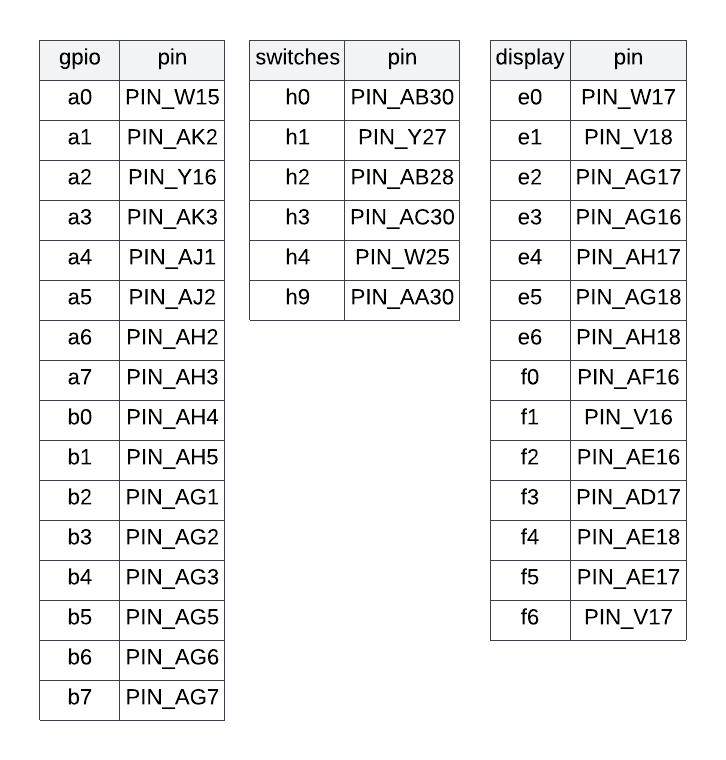 gpio pin
a0 PIN_W15
a1 PIN_AK2
a2 PIN_Y16
a3 PIN_AK3
a4 PIN_AJ1
a5 PIN_AJ2
a6 PIN_AH2
a7 PIN_AH3
b0 PIN_AH4
b1 PIN_AH5
b2 PIN_AG1
b3 PIN_AG2
b4 PIN_AG3
b5 PIN_AG5
b6 PIN_AG6
b7 PIN_AG7
switches pin
h0 PIN_AB30
h1 PIN_Y27
h2 PIN_AB28
h3 PIN_AC30
h4 PIN_W25
h9 PIN_AA30
display pin
e0 PIN_W17
e1 PIN_V18
e2 PIN_AG17
e3 PIN_AG16
e4 PIN_AH17
e5 PIN_AG18
e6 PIN_AH18
f0 PIN_AF16
f1 PIN_V16
f2 PIN_AE16
f3 PIN_AD17
f4 PIN_AE18
f5 PIN_AE17
f6 PIN_V17